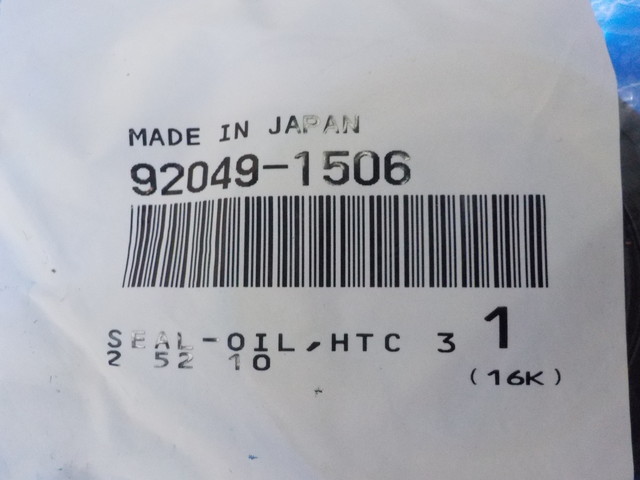 MADE IN JAPAN
92049-1506
SEAL-OIL,HTC 3 1
2 52 10
(16K)